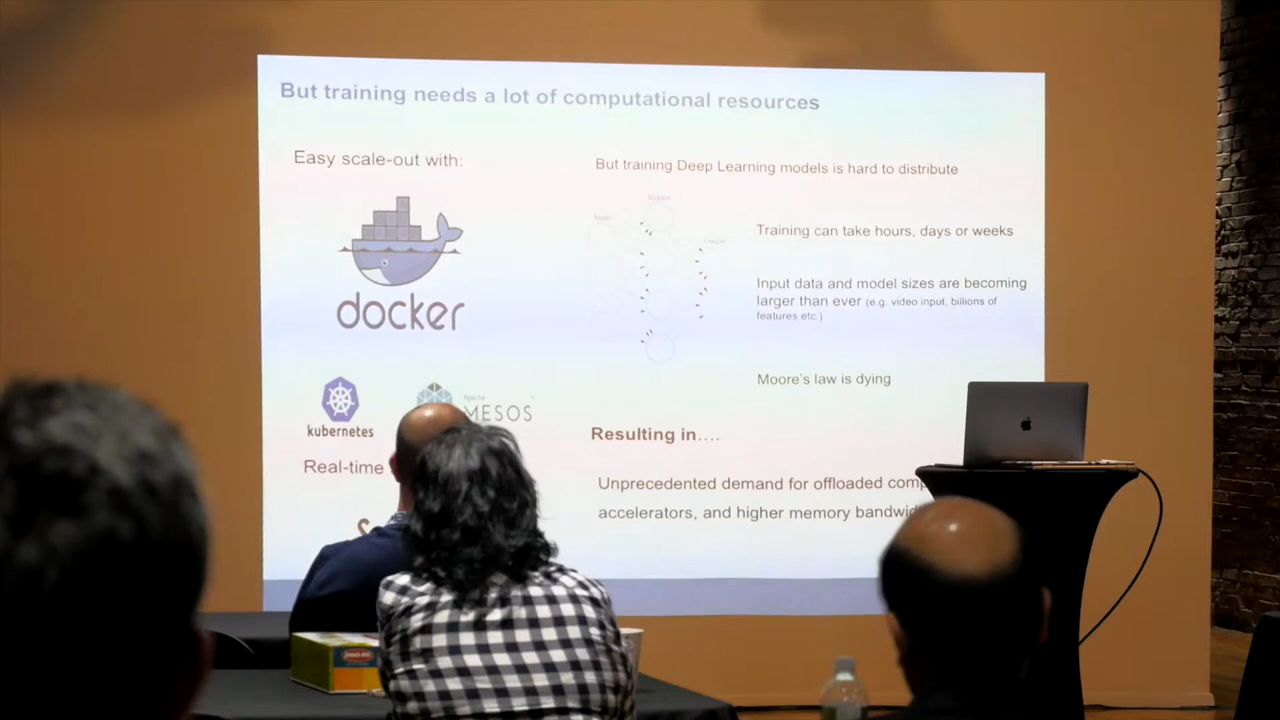 But training needs a lot of computational resources
Easy scale-out with:
docker
kubernetes
Apache
MESOS
Real-time
But training Deep Learning models is hard to distribute
Training can take hours, days or weeks
Input data and model sizes are becoming
larger than ever (e.g. video input, billions of
features etc.)
Moore's law is dying
Resulting in....
Unprecedented demand for offloaded
accelerators, and higher memory